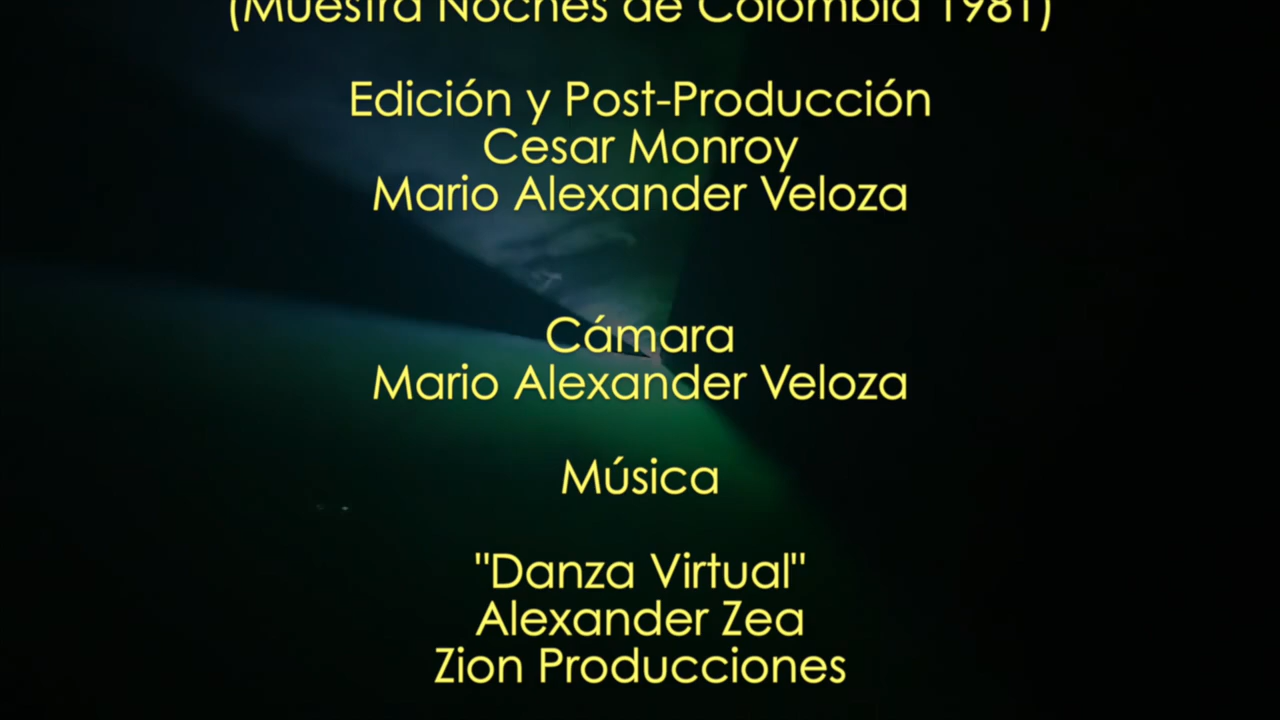 (Muestra Noches de Colombia 1981)
Edición y Post-Producción
Cesar Monroy
Mario Alexander Veloza
Cámara
Mario Alexander Veloza
Música
"Danza Virtual"
Alexander Zea
Zion Producciones